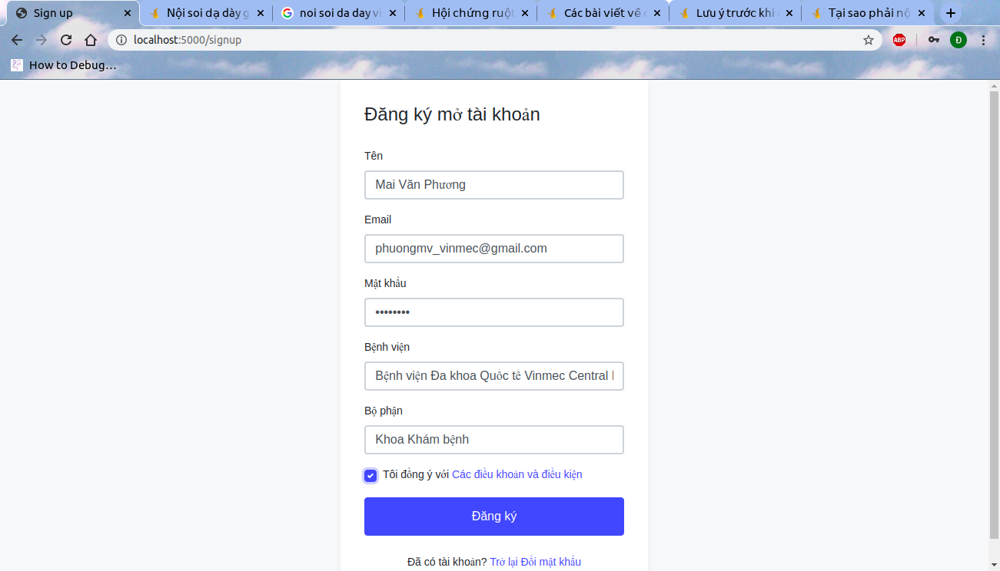 Sign up
Nội soi dạ dày
noi soi da day
Hội chứng ruột
Các bài viết về
Lưu ý trước khi
Tại sao phải
localhost:5000/signup
ABP
Đ
How to Debug...
Đăng ký mở tài khoản
Tên
Mai Văn Phương
Email
phuongmv_vinmec@gmail.com
Mật khẩu
Bệnh viện
Bệnh viện Đa khoa Quốc tế Vinmec Central
Bộ phận
Khoa Khám bệnh
Tôi đồng ý với Các điều khoản và điều kiện
Đăng ký
Đã có tài khoản? Trở lại Đổi mật khẩu